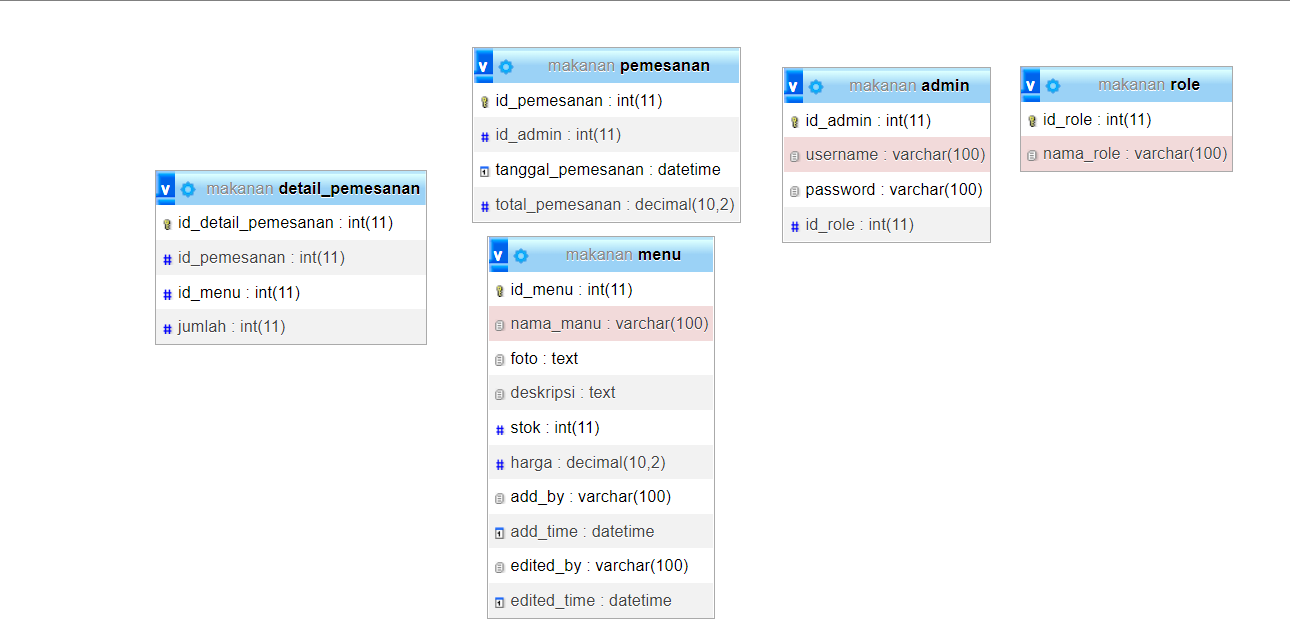 makanan detail_pemesanan
id_detail_pemesanan : int(11)
id_pemesanan : int(11)
id_menu : int(11)
jumlah : int(11)
makanan pemesanan
id_pemesanan : int(11)
id_admin : int(11)
tanggal_pemesanan : datetime
total_pemesanan : decimal(10,2)
makanan menu
id_menu : int(11)
nama_manu : varchar(100)
foto : text
deskripsi : text
stok : int(11)
harga : decimal(10,2)
add_by : varchar(100)
add_time : datetime
edited_by : varchar(100)
edited_time : datetime
makanan admin
id_admin : int(11)
username : varchar(100)
password : varchar(100)
id_role : int(11)
makanan role
id_role : int(11)
nama_role : varchar(100)